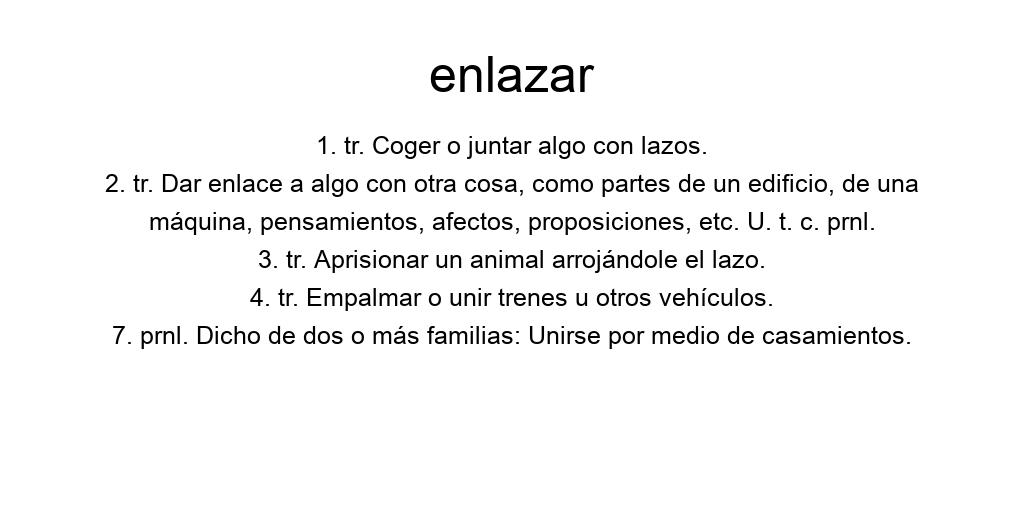 enlazar
1. tr. Coger o juntar algo con lazos.
2. tr. Dar enlace a algo con otra cosa, como partes de un edificio, de una
máquina, pensamientos, afectos, proposiciones, etc. U. t. c. prnl.
3. tr. Aprisionar un animal arrojándole el lazo.
4. tr. Empalmar o unir trenes u otros vehículos.
7. prnl. Dicho de dos o más familias: Unirse por medio de casamientos.